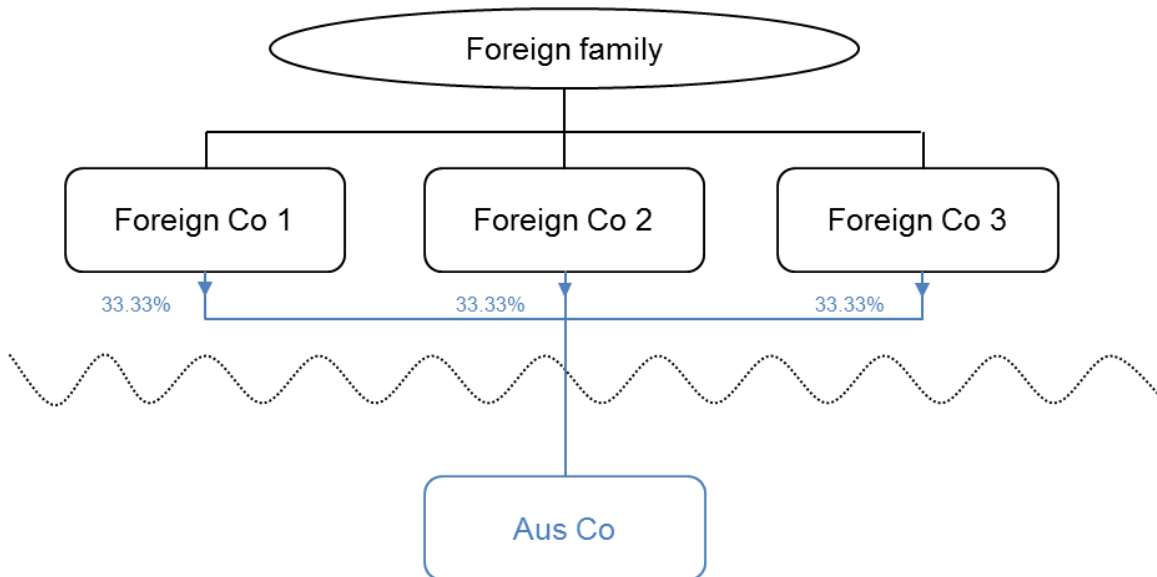 Foreign family
Foreign Co 1
Foreign Co 2
Foreign Co 3
33.33%
33.33%
33.33%
Aus Co